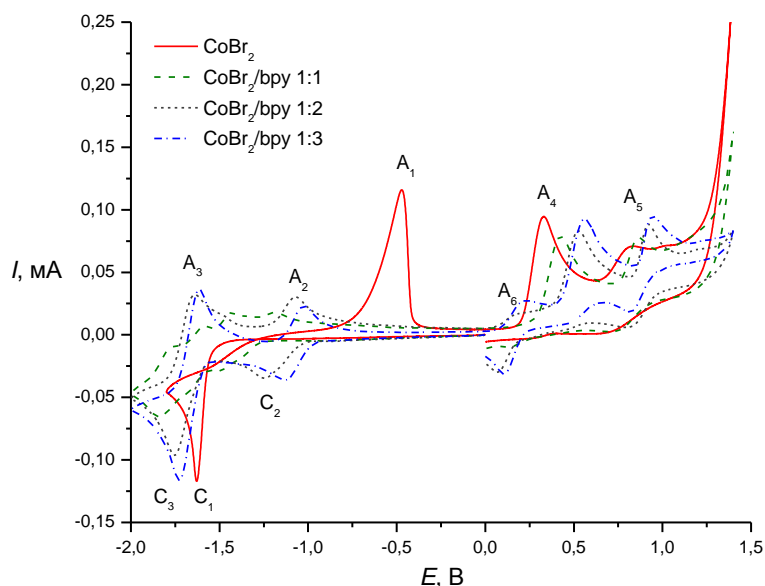 0,25
0,20
0,15
0,10
0,05
0,00
-0,05
-0,10
-0,15
I, мА
CoBr₂
CoBr₂/bpy 1:1
CoBr₂/bpy 1:2
CoBr₂/bpy 1:3
A₁
A₄
A₅
A₃
A₂
A₆
C₂
C₃
C₁
-2,0 -1,5 -1,0 -0,5 0,0 0,5 1,0 1,5
E, В